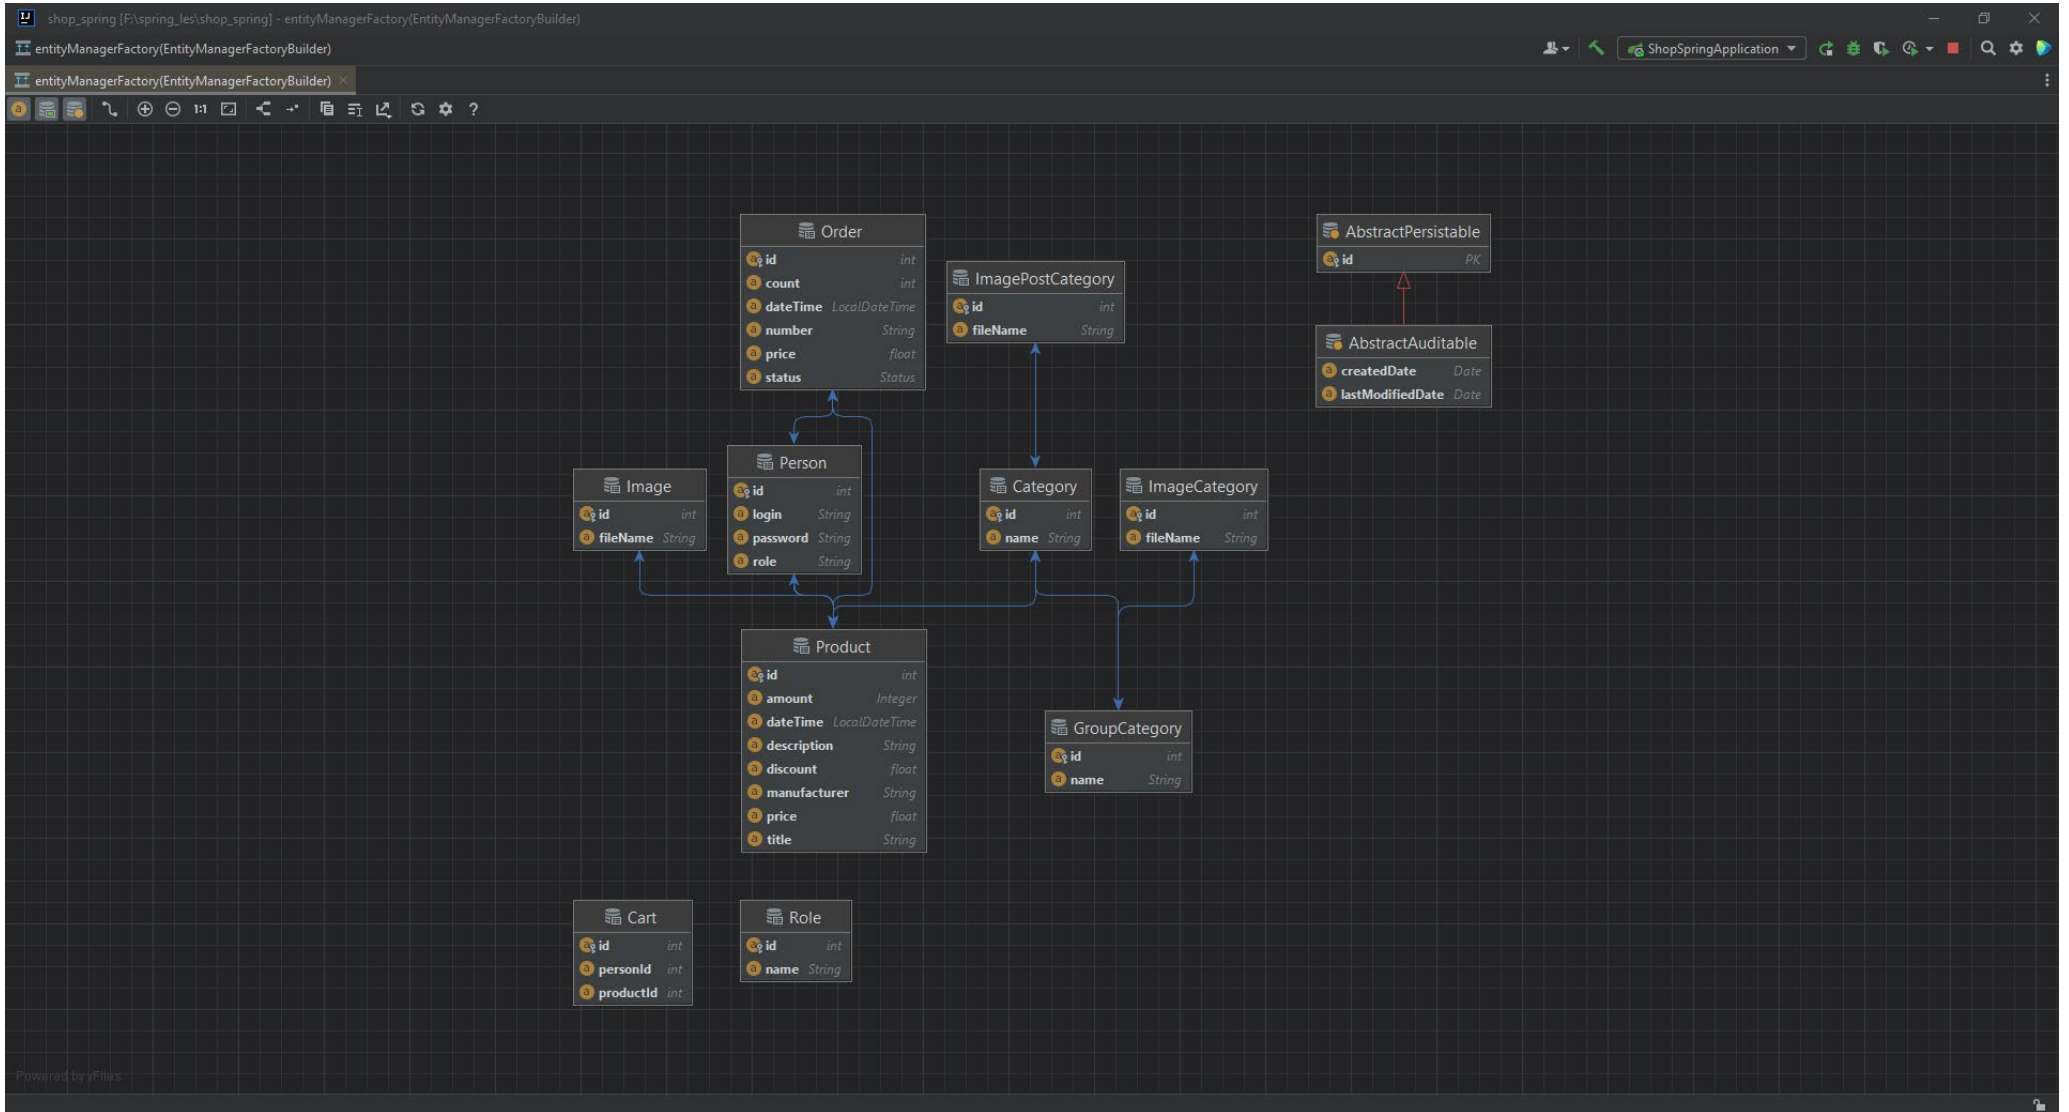 shop_spring [F:\spring_les\shop_spring] - entityManagerFactory(EntityManagerFactoryBuilder)
entityManagerFactory(EntityManagerFactoryBuilder)
ShopSpringApplication
entityManagerFactory(EntityManagerFactoryBuilder)
1:1
?
Order
id int
count int
dateTime LocalDateTime
number String
price float
status Status
ImagePostCategory
id int
fileName String
AbstractPersistable
id PK
AbstractAuditable
createdDate Date
lastModifiedDate Date
Image
id int
fileName String
Person
id int
login String
password String
role String
Category
id int
name String
ImageCategory
id int
fileName String
Product
id int
amount Integer
dateTime LocalDateTime
description String
discount float
manufacturer String
price float
title String
GroupCategory
id int
name String
Cart
id int
personId int
productId int
Role
id int
name String
Powered by yFiles